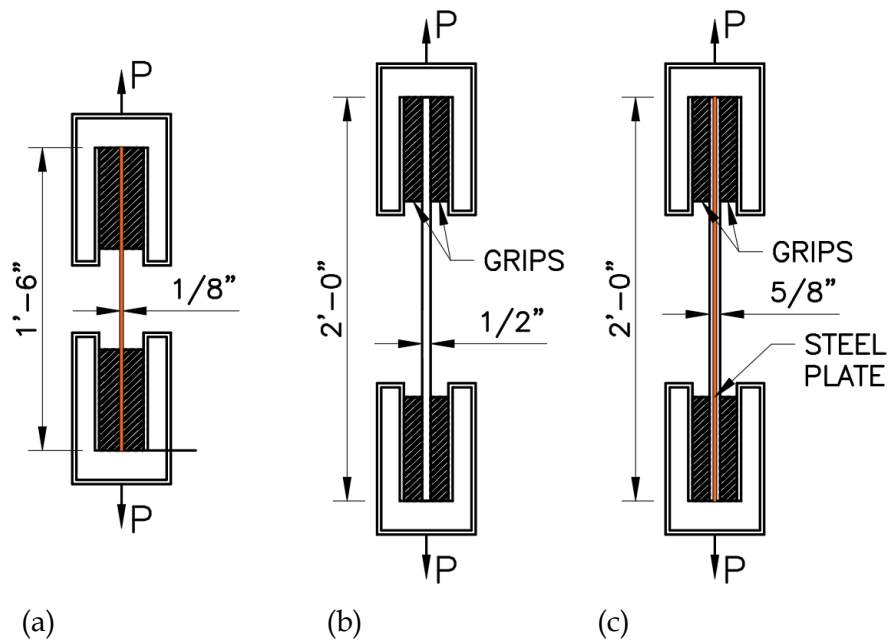 P
1'-6"
1/8"
P
(a)
P
2'-0"
GRIPS
1/2"
P
(b)
P
2'-0"
GRIPS
5/8"
STEEL
PLATE
P
(c)